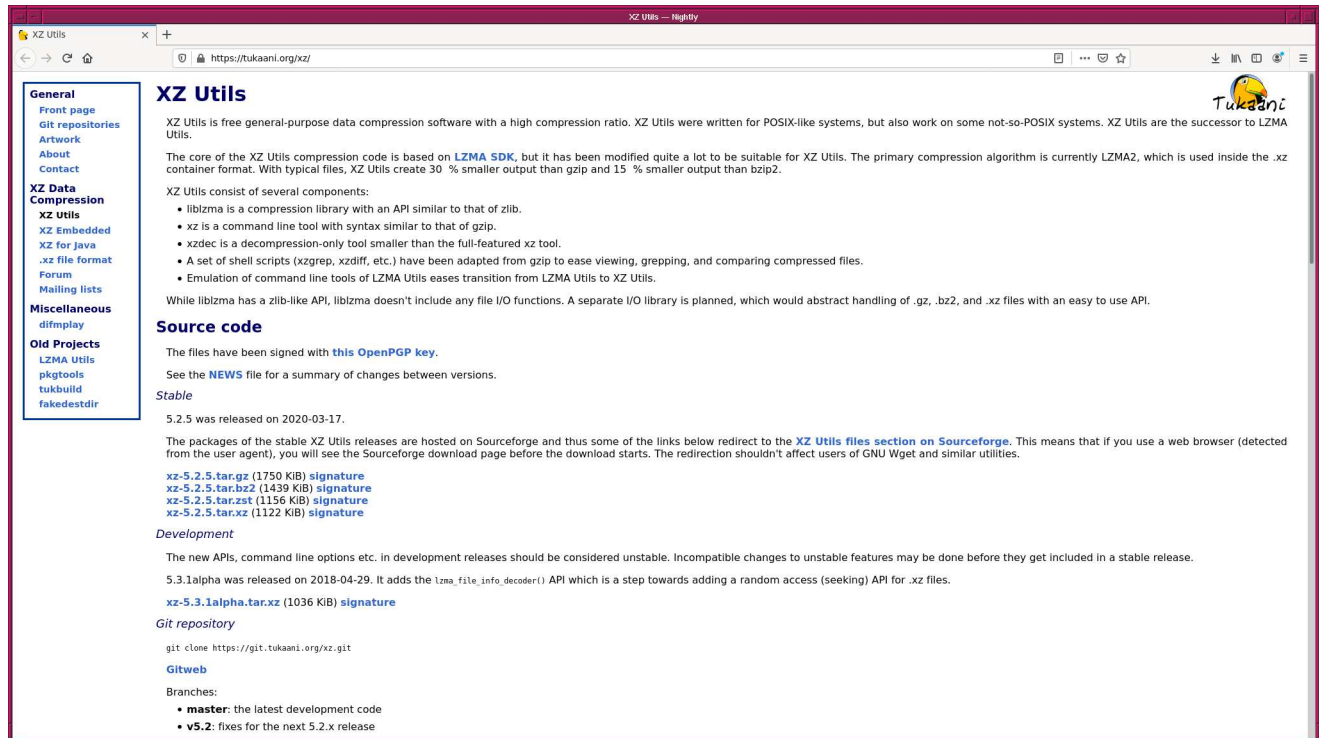 XZ Utils — Nightly
XZ Utils
https://tukaani.org/xz/
General
Front page
Git repositories
Artwork
About
Contact
XZ Data
Compression
XZ Utils
XZ Embedded
XZ for Java
.xz file format
Forum
Mailing lists
Miscellaneous
difmplay
Old Projects
LZMA Utils
pkgtools
tukbuild
fakedestdir
Tukaani
XZ Utils
XZ Utils is free general-purpose data compression software with a high compression ratio. XZ Utils were written for POSIX-like systems, but also work on some not-so-POSIX systems. XZ Utils are the successor to LZMA
Utils.
The core of the XZ Utils compression code is based on LZMA SDK, but it has been modified quite a lot to be suitable for XZ Utils. The primary compression algorithm is currently LZMA2, which is used inside the .xz
container format. With typical files, XZ Utils create 30 % smaller output than gzip and 15 % smaller output than bzip2.
XZ Utils consist of several components:
• liblzma is a compression library with an API similar to that of zlib.
• xz is a command line tool with syntax similar to that of gzip.
• xzdec is a decompression-only tool smaller than the full-featured xz tool.
• A set of shell scripts (xzgrep, xzdiff, etc.) have been adapted from gzip to ease viewing, grepping, and comparing compressed files.
• Emulation of command line tools of LZMA Utils eases transition from LZMA Utils to XZ Utils.
While liblzma has a zlib-like API, liblzma doesn't include any file I/O functions. A separate I/O library is planned, which would abstract handling of .gz, .bz2, and .xz files with an easy to use API.
Source code
The files have been signed with this OpenPGP key.
See the NEWS file for a summary of changes between versions.
Stable
5.2.5 was released on 2020-03-17.
The packages of the stable XZ Utils releases are hosted on Sourceforge and thus some of the links below redirect to the XZ Utils files section on Sourceforge. This means that if you use a web browser (detected
from the user agent), you will see the Sourceforge download page before the download starts. The redirection shouldn't affect users of GNU Wget and similar utilities.
xz-5.2.5.tar.gz (1750 KiB) signature
xz-5.2.5.tar.bz2 (1439 KiB) signature
xz-5.2.5.tar.zst (1156 KiB) signature
xz-5.2.5.tar.xz (1122 KiB) signature
Development
The new APIs, command line options etc. in development releases should be considered unstable. Incompatible changes to unstable features may be done before they get included in a stable release.
5.3.1alpha was released on 2018-04-29. It adds the lzma_file_info_decoder() API which is a step towards adding a random access (seeking) API for .xz files.
xz-5.3.1alpha.tar.xz (1036 KiB) signature
Git repository
git clone https://git.tukaani.org/xz.git
Gitweb
Branches:
• master: the latest development code
• v5.2: fixes for the next 5.2.x release